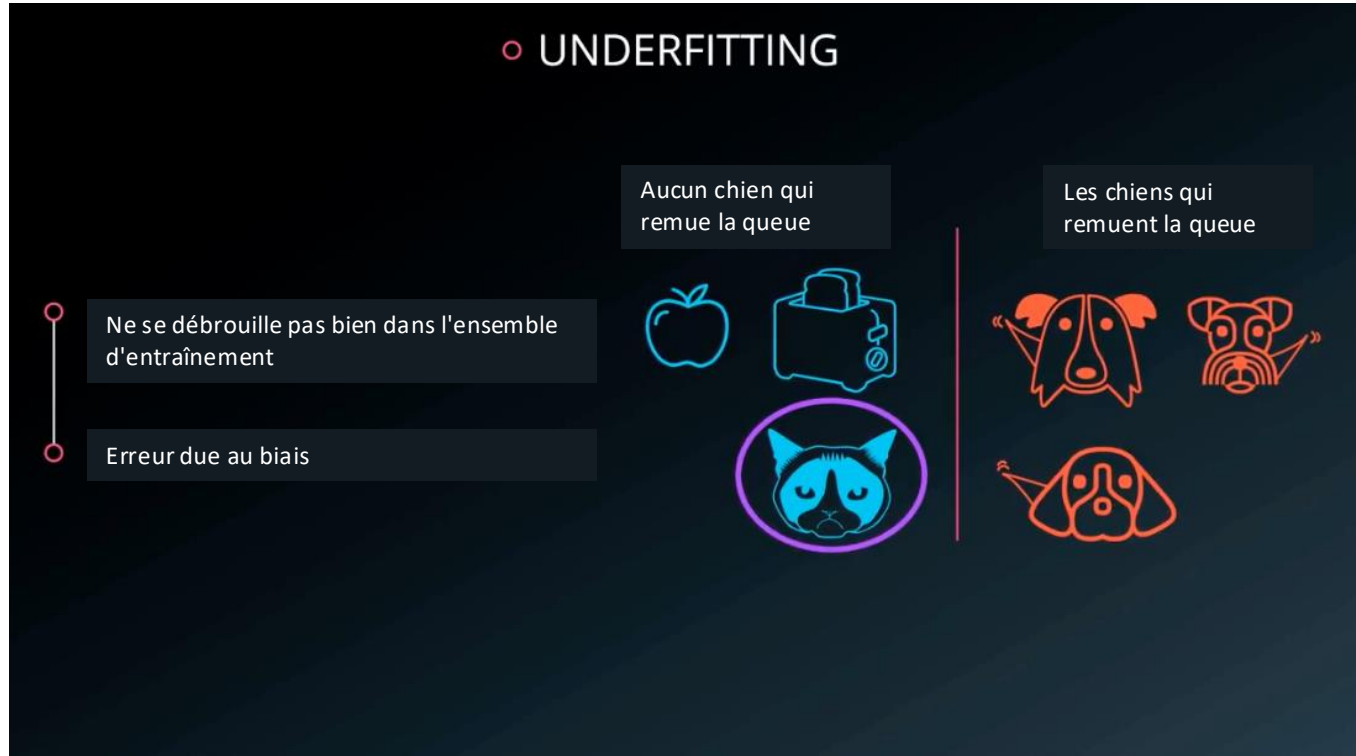 UNDERFITTING
Aucun chien qui
remue la queue
Les chiens qui
remuent la queue
Ne se débrouille pas bien dans l'ensemble
d'entraînement
Erreur due au biais